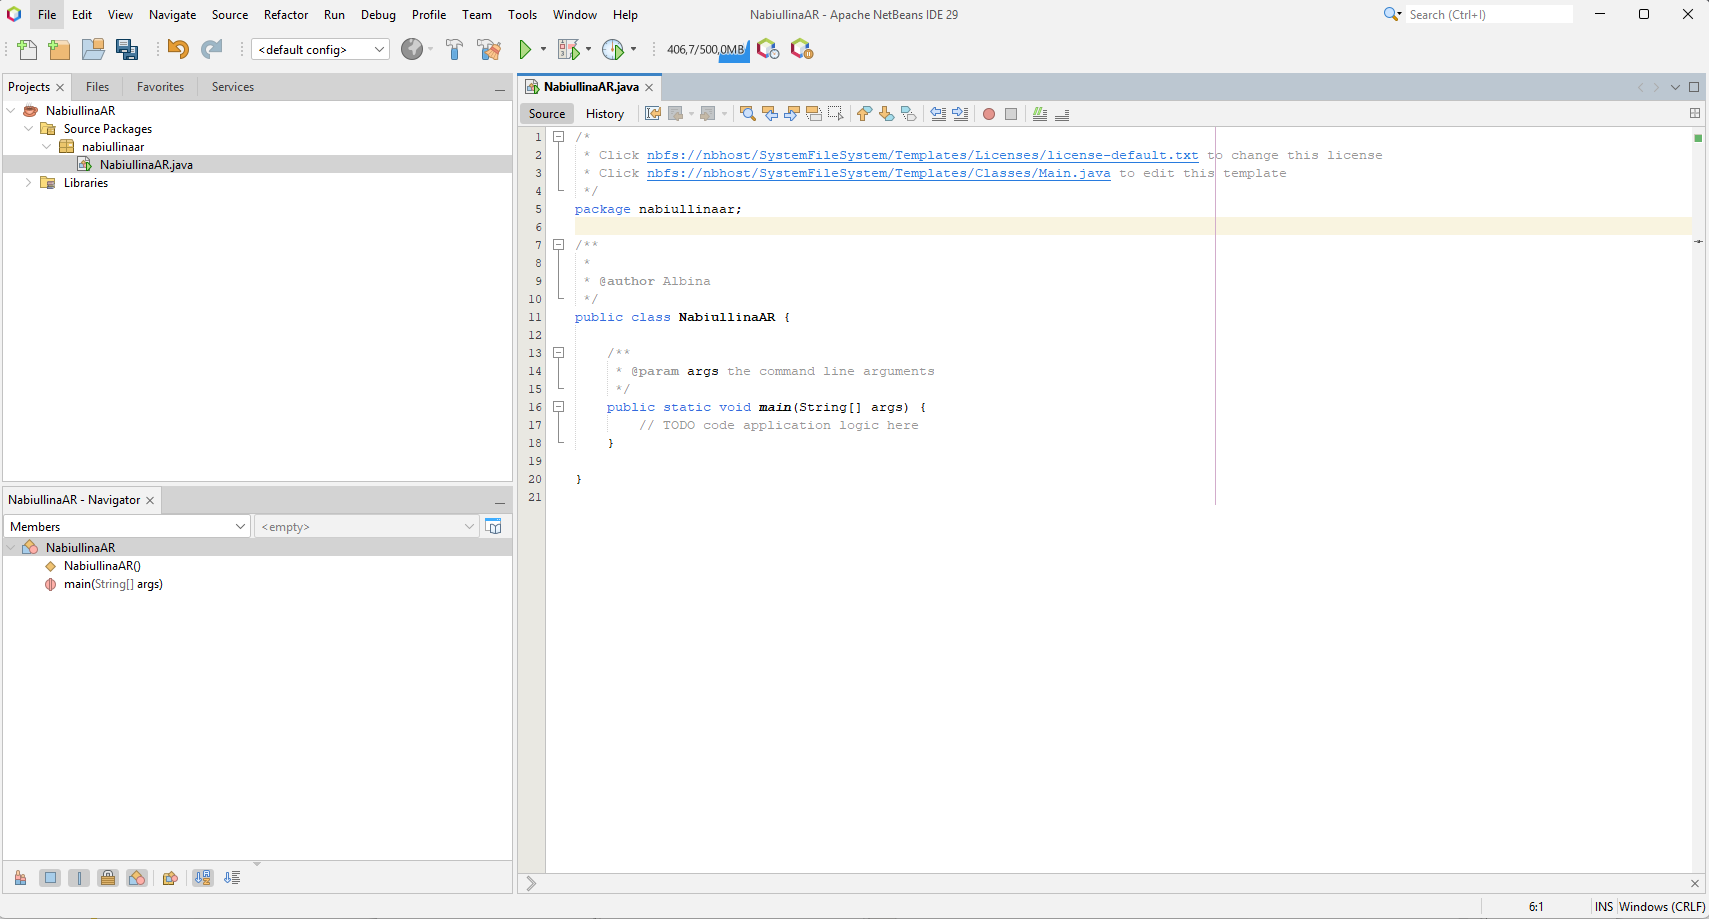 File Edit View Navigate Source Refactor Run Debug Profile Team Tools Window Help
NabiullinaAR - Apache NetBeans IDE 29
Search (Ctrl+I)
<default config>
406,7/500,0MB
Projects Files Favorites Services
NabiullinaAR
Source Packages
nabiullinaar
NabiullinaAR.java
Libraries
NabiullinaAR - Navigator
Members
<empty>
NabiullinaAR
NabiullinaAR()
main(String[] args)
NabiullinaAR.java
Source History
1 /*
2 * Click nbfs://nbhost/SystemFileSystem/Templates/Licenses/license-default.txt to change this license
3 * Click nbfs://nbhost/SystemFileSystem/Templates/Classes/Main.java to edit this template
4 */
5 package nabiullinaar;
6
7 /**
8 *
9 * @author Albina
10 */
11 public class NabiullinaAR {
12
13 /**
14 * @param args the command line arguments
15 */
16 public static void main(String[] args) {
17 // TODO code application logic here
18 }
19
20 }
21
6:1 INS Windows (CRLF)